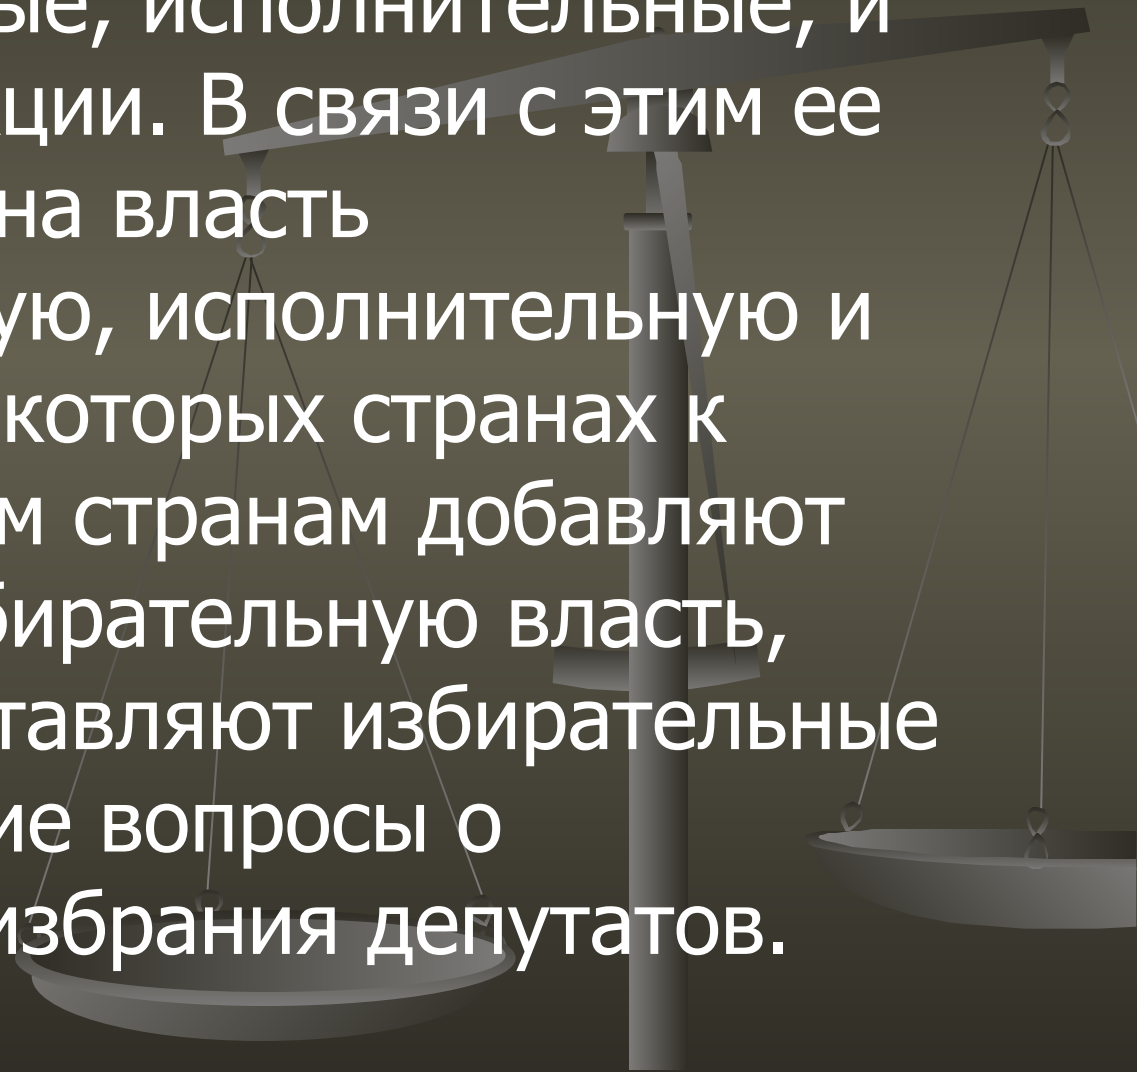 ые, исполнительные, и
ции. В связи с этим ее
на власть
ую, исполнительную и
которых странах к
м странам добавляют
бирательную власть,
тавляют избирательные
ие вопросы о
избрания депутатов.